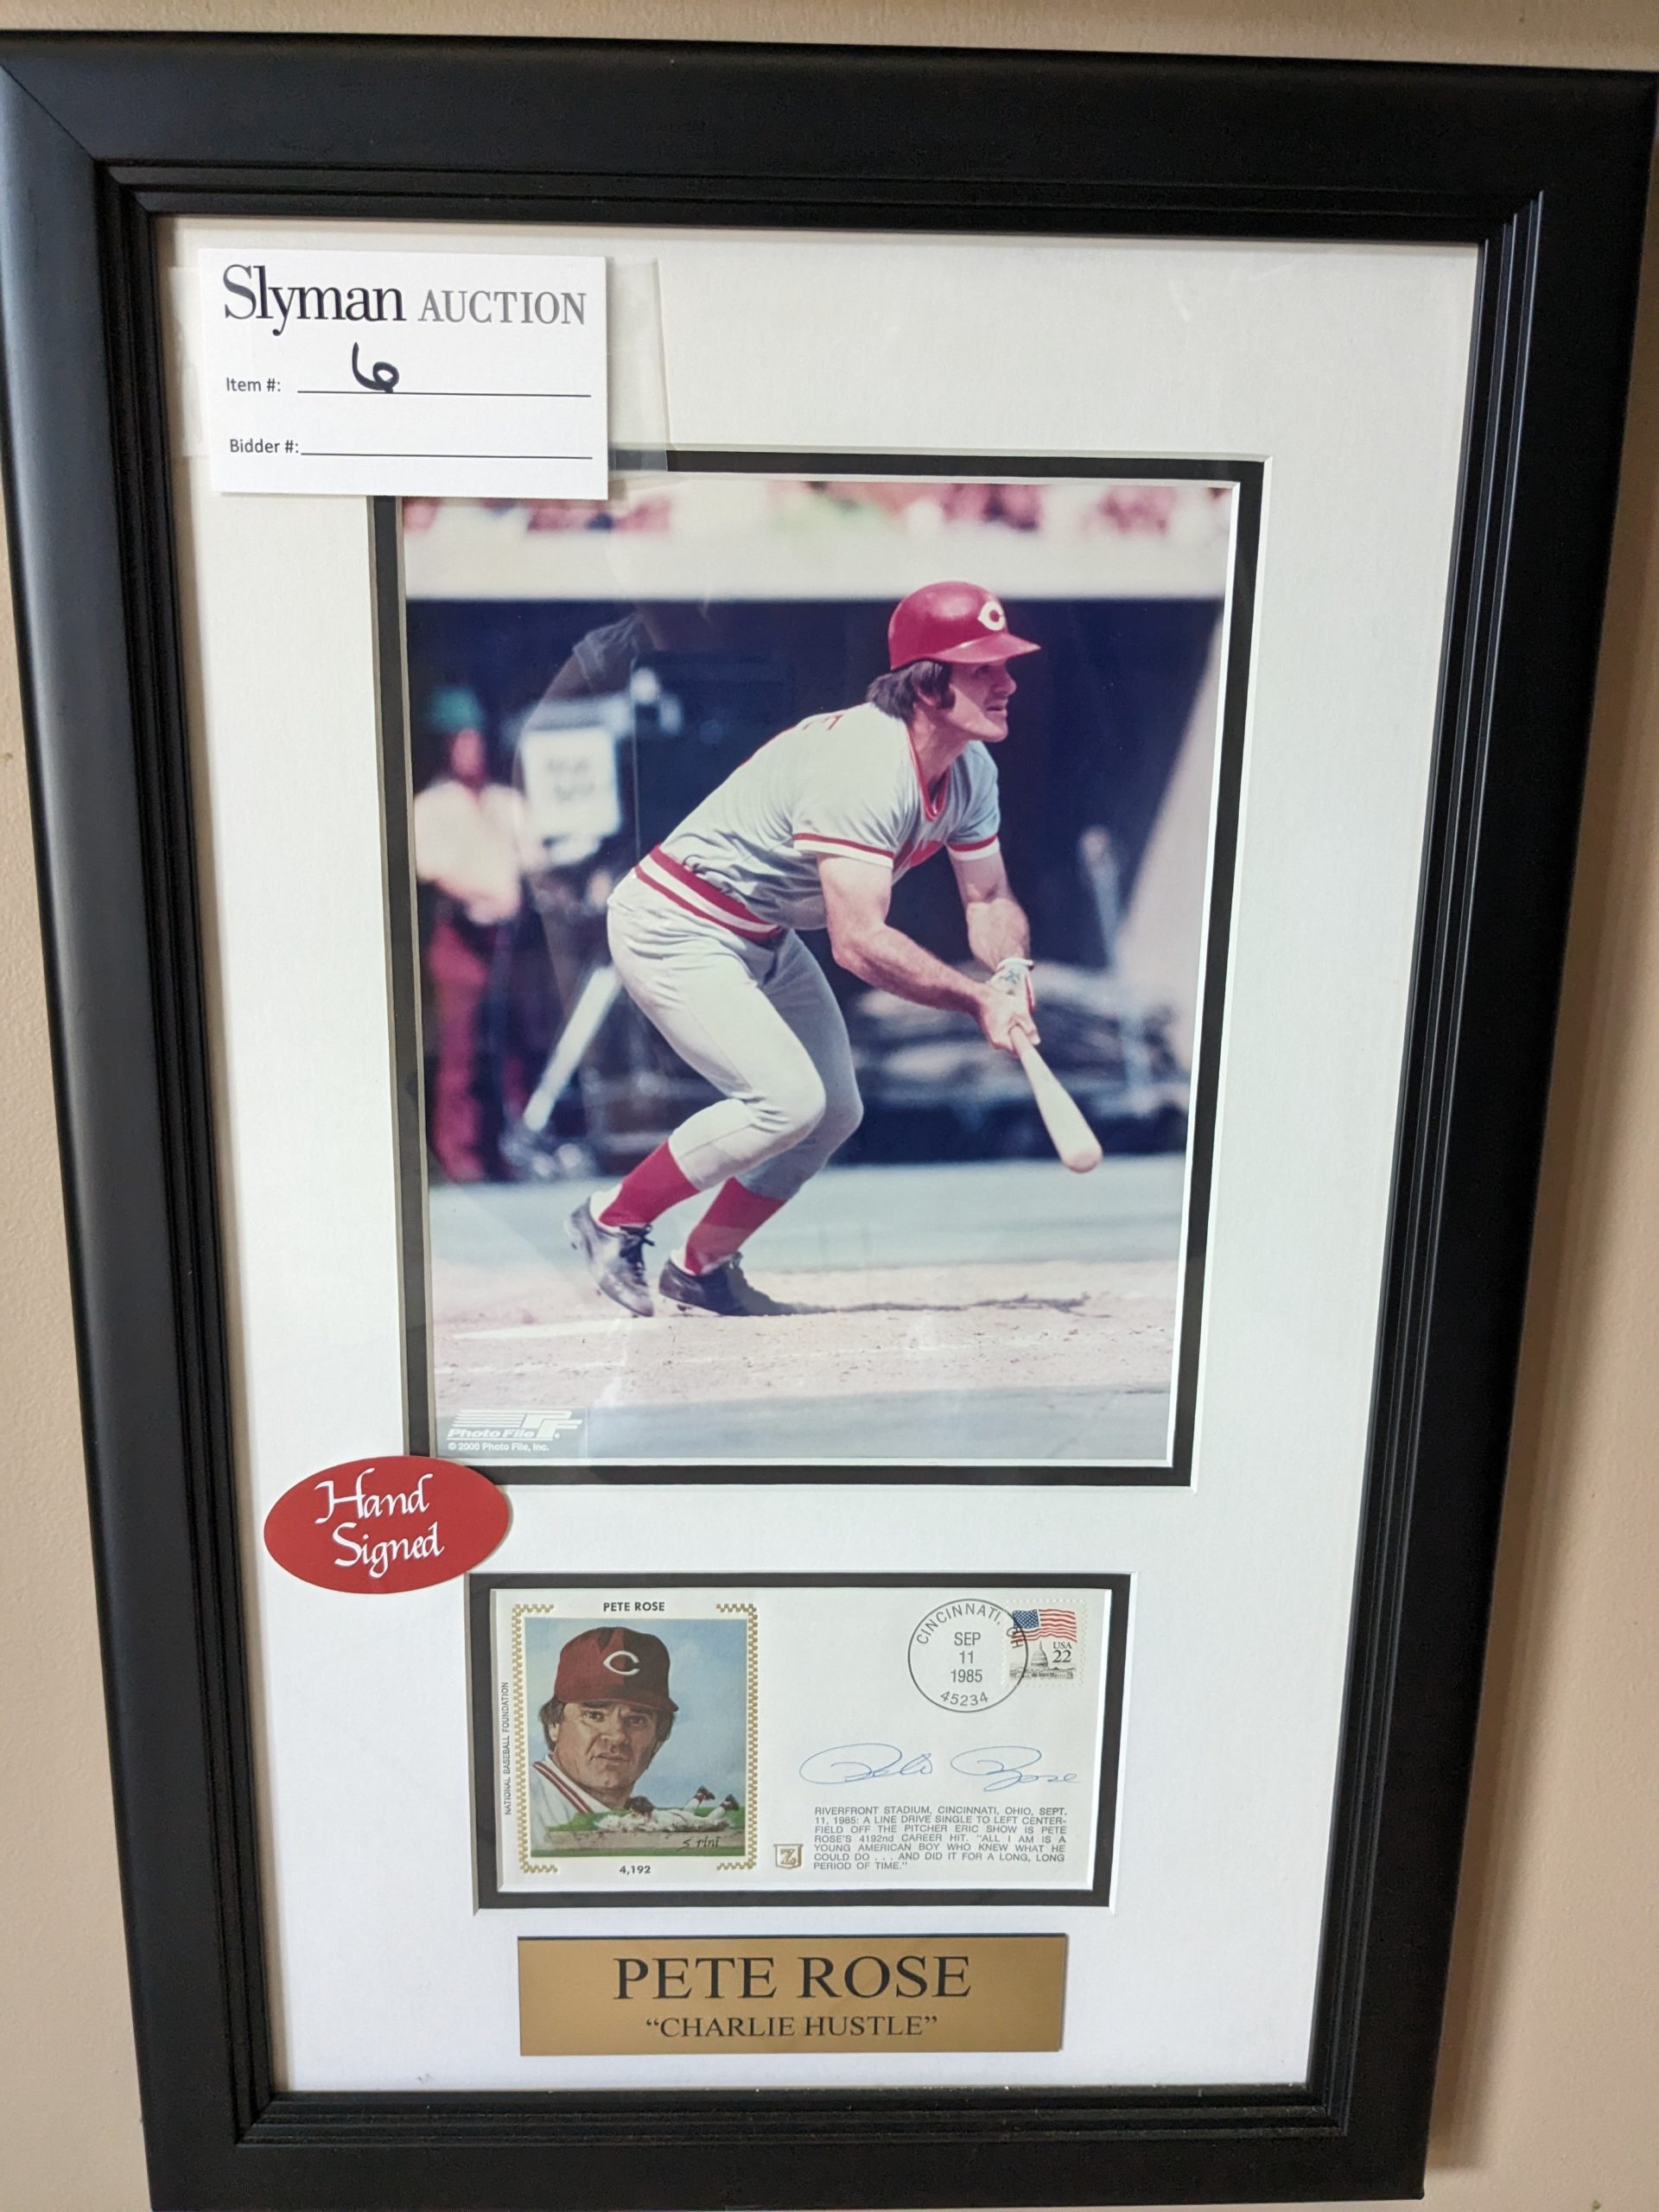 Slyman AUCTION
Item #: 6
Bidder #:
Photo File
© 2000 Photo File, Inc.
Hand
Signed
PETE ROSE
NATIONAL BASEBALL FOUNDATION
4,192
CINCINNATI, OH
SEP
11
1985
45234
USA
22
Pete Rose
Z
RIVERFRONT STADIUM, CINCINNATI, OHIO, SEPT.
11, 1985: A LINE DRIVE SINGLE TO LEFT CENTER-
FIELD OFF THE PITCHER ERIC SHOW IS PETE
ROSE'S 4192nd CAREER HIT. "ALL I AM IS A
YOUNG AMERICAN BOY WHO KNEW WHAT HE
COULD DO . . . AND DID IT FOR A LONG, LONG
PERIOD OF TIME."
PETE ROSE
“CHARLIE HUSTLE”